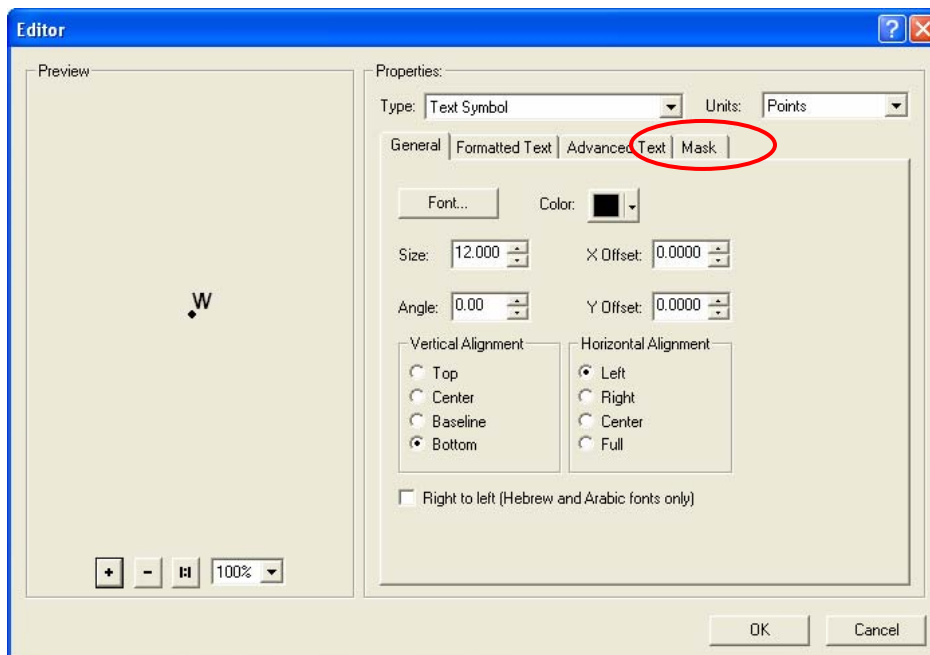 Editor
Preview
Properties:
Type: Text Symbol Units: Points
General Formatted Text Advanced Text Mask
Font... Color:
Size: 12.000 X Offset: 0.0000
W
Angle: 0.00 Y Offset: 0.0000
Vertical Alignment Horizontal Alignment
Top Left
Center Right
Baseline Center
Bottom Full
Right to left (Hebrew and Arabic fonts only)
+ - 1:1 100%
OK Cancel